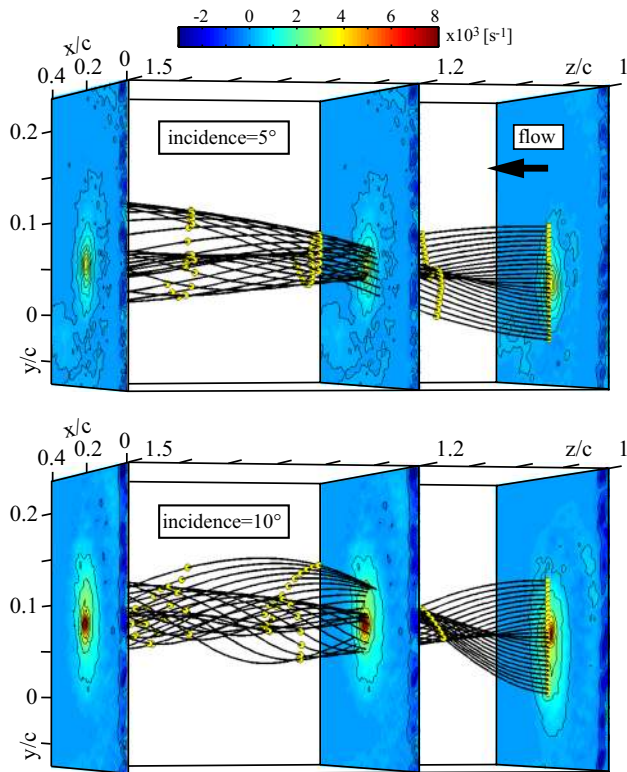 -2 0 2 4 6 8
x10³ [s⁻¹]
x/c
0.4 0.2 0
1.5 1.2 z/c 1
0.2
0.1
0
y/c
incidence=5°
flow
x/c
0.4 0.2 0
1.5 1.2 z/c 1
0.2
0.1
0
y/c
incidence=10°